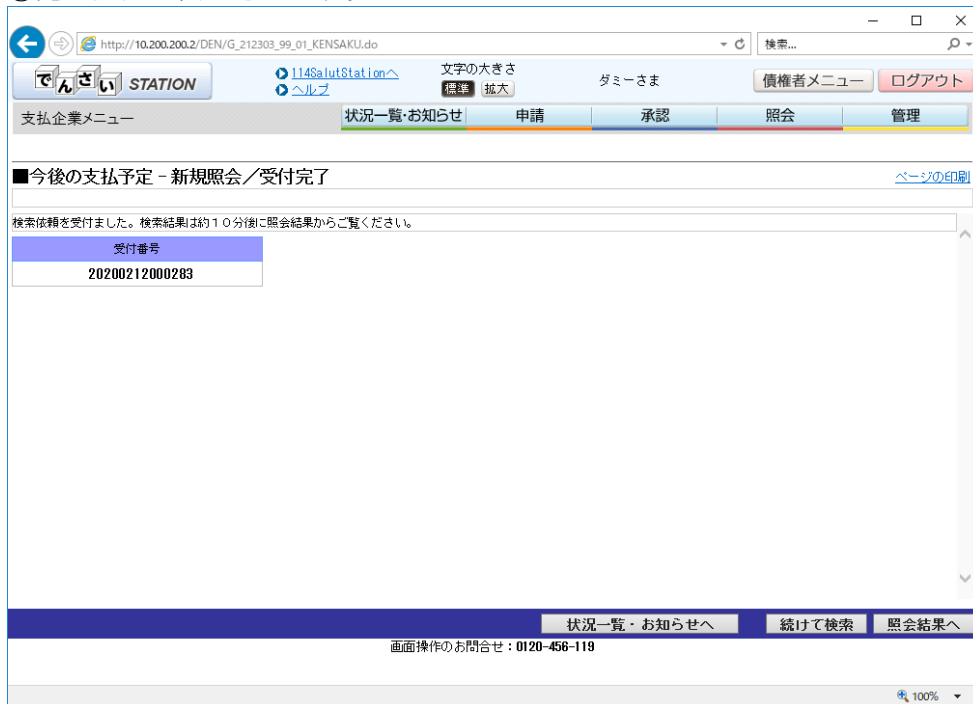 http://10.200.200.2/DEN/G_212303_99_01_KENSAKU.do
検索...
でんさい STATION
114SalutStationへ
ヘルプ
文字の大きさ
標準 拡大
ダミーさま
債権者メニュー
ログアウト
支払企業メニュー
状況一覧・お知らせ 申請 承認 照会 管理
■今後の支払予定－新規照会／受付完了
ページの印刷
検索依頼を受付ました。検索結果は約１０分後に照会結果からご覧ください。
受付番号
20200212000283
状況一覧・お知らせへ 続けて検索 照会結果へ
画面操作のお問合せ：0120-456-119
100%